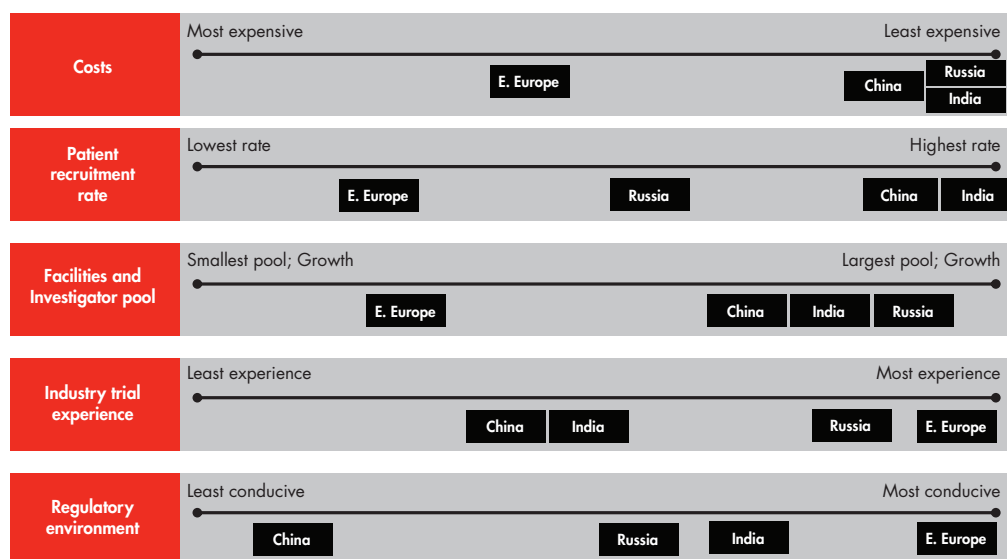 Costs
Most expensive
Least expensive
E. Europe
China
Russia
India
Patient
recruitment
rate
Lowest rate
Highest rate
E. Europe
Russia
China
India
Facilities and
Investigator pool
Smallest pool; Growth
Largest pool; Growth
E. Europe
China
India
Russia
Industry trial
experience
Least experience
Most experience
China
India
Russia
E. Europe
Regulatory
environment
Least conducive
Most conducive
China
Russia
India
E. Europe